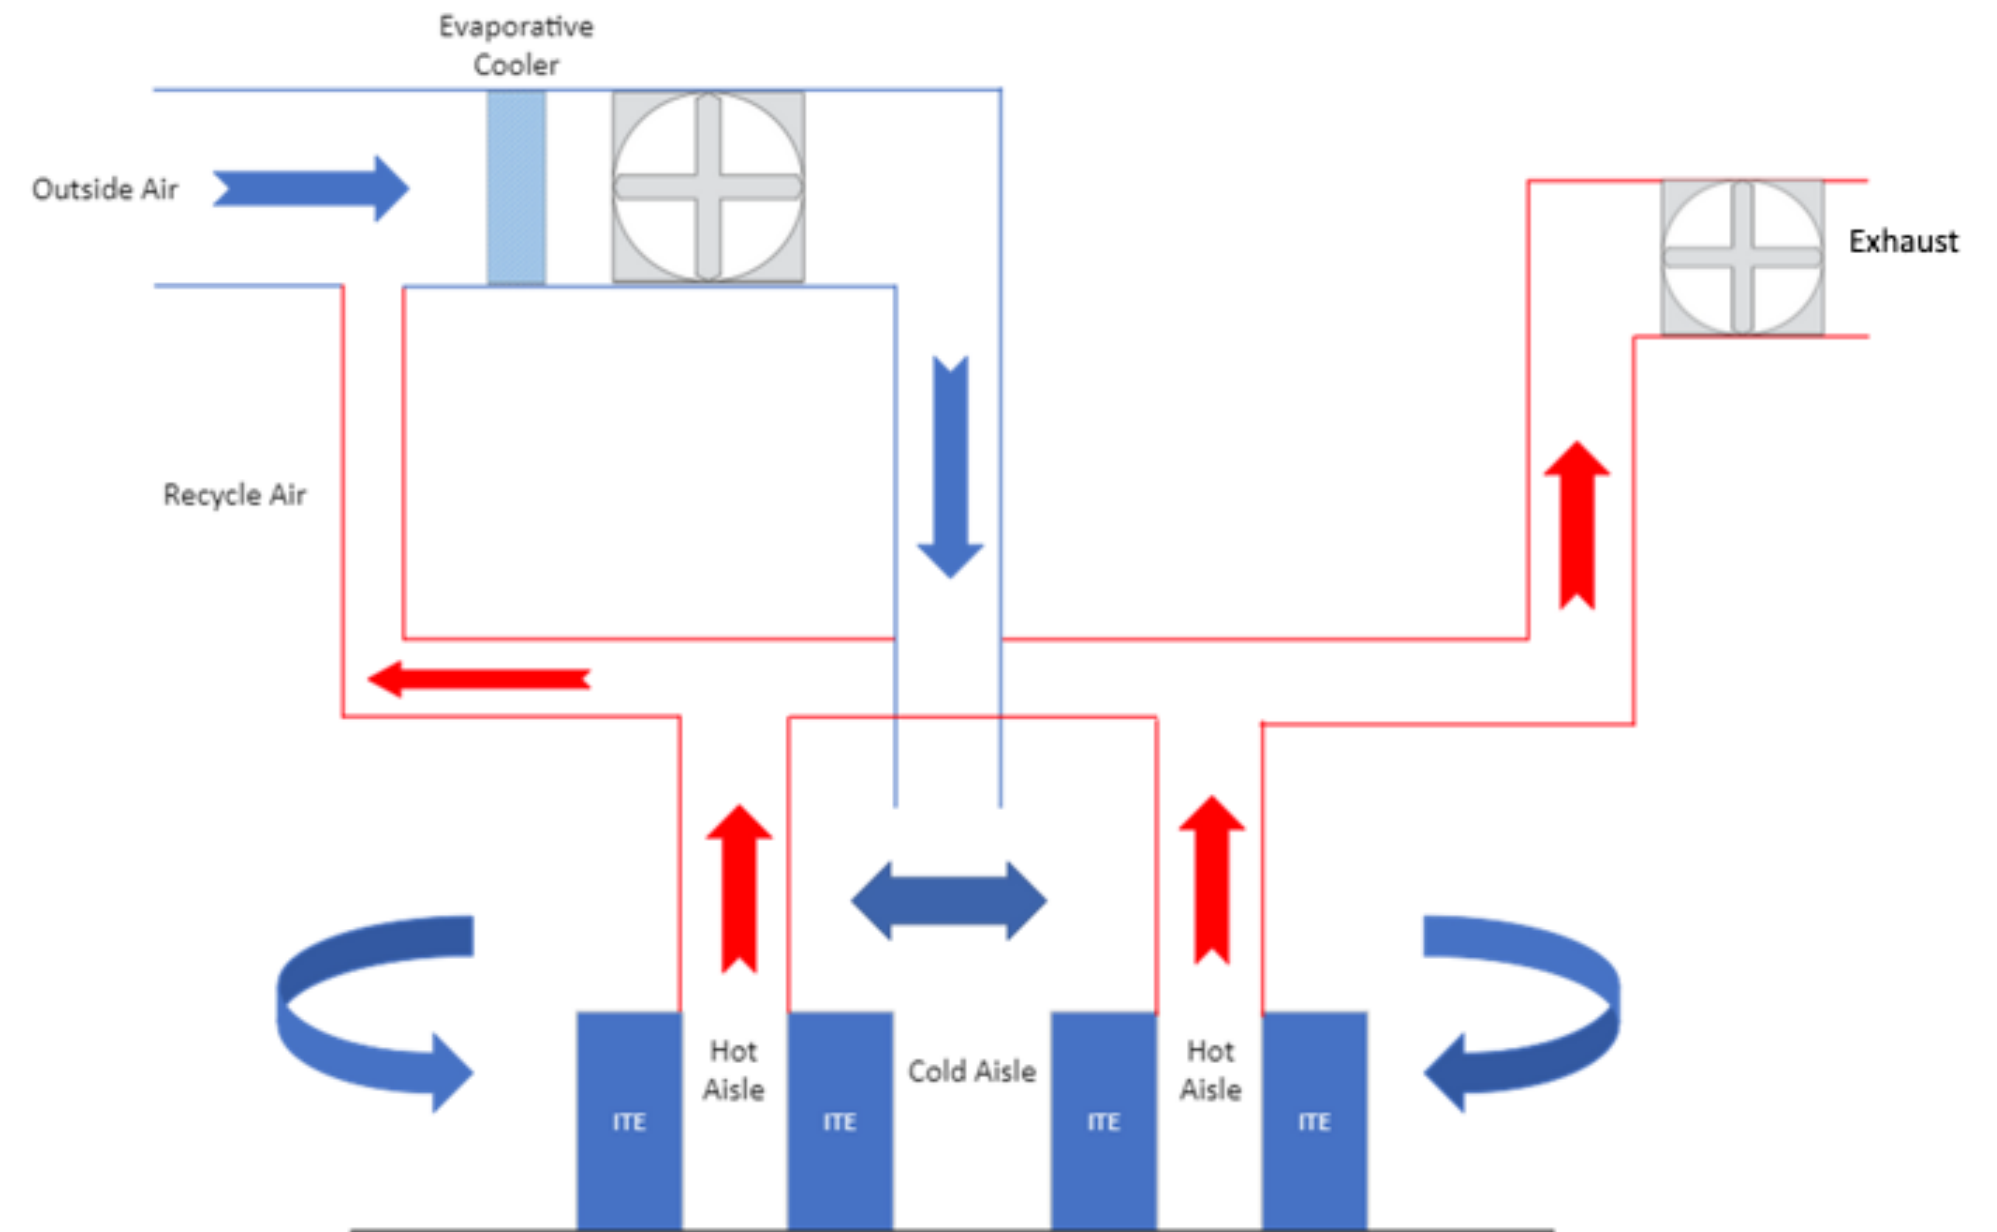 Evaporative
Cooler
Outside Air
Exhaust
Recycle Air
Hot
Aisle
Cold Aisle
Hot
Aisle
ITE
ITE
ITE
ITE